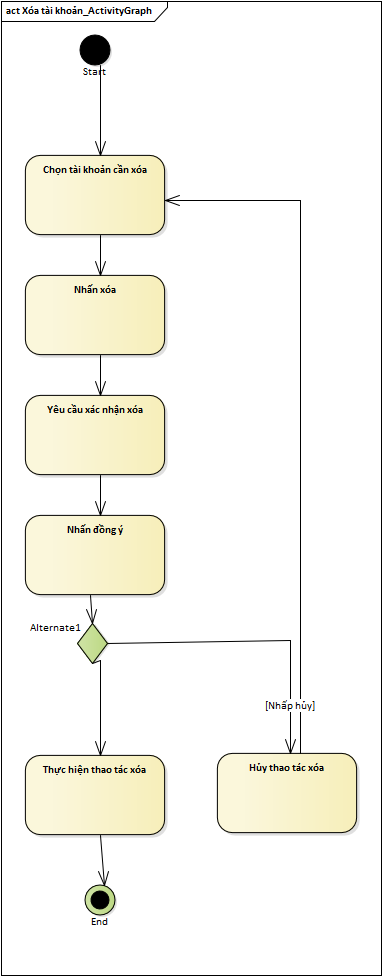 act Xóa tài khoản_ActivityGraph
Start
Chọn tài khoản cần xóa
Nhấn xóa
Yêu cầu xác nhận xóa
Nhấn đồng ý
Alternate1
[Nhấp hủy]
Thực hiện thao tác xóa
Hủy thao tác xóa
End